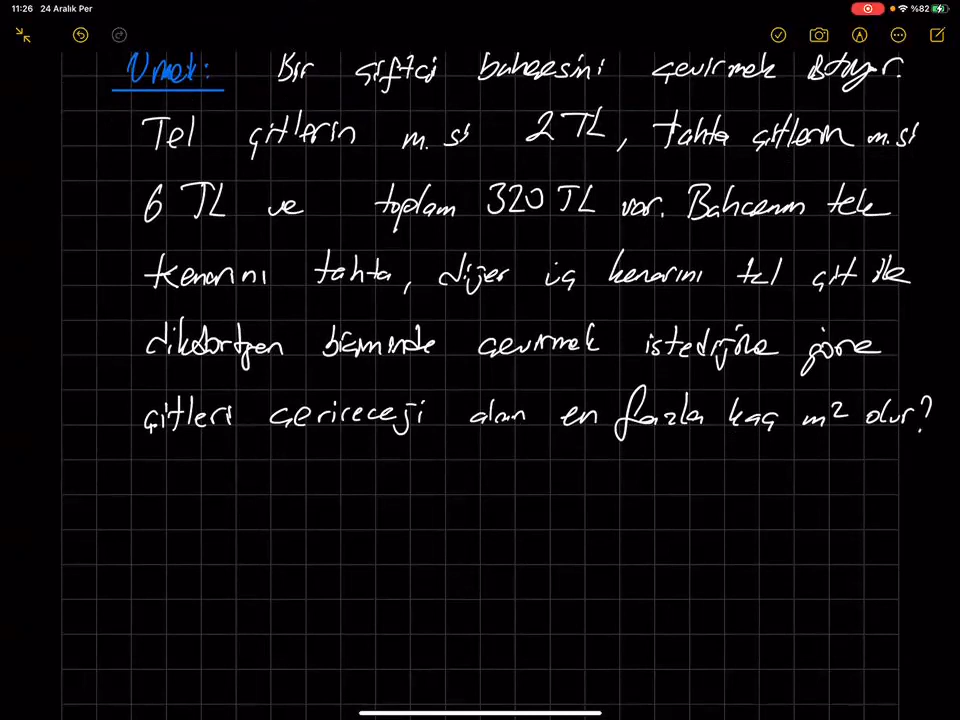 11:26 24 Aralık Per %82
Örnek: Bir çiftçi bahçesini çevirmek istiyor.
Tel çitlerin m. si 2 TL, tahta çitlerin m. si
6 TL ve toplam 320 TL var. Bahçenin tek
kenarını tahta, diğer üç kenarını tel çit ile
dikdörtgen biçiminde çevirmek istediğine göre
çitleri çevireceği alan en fazla kaç m² olur?